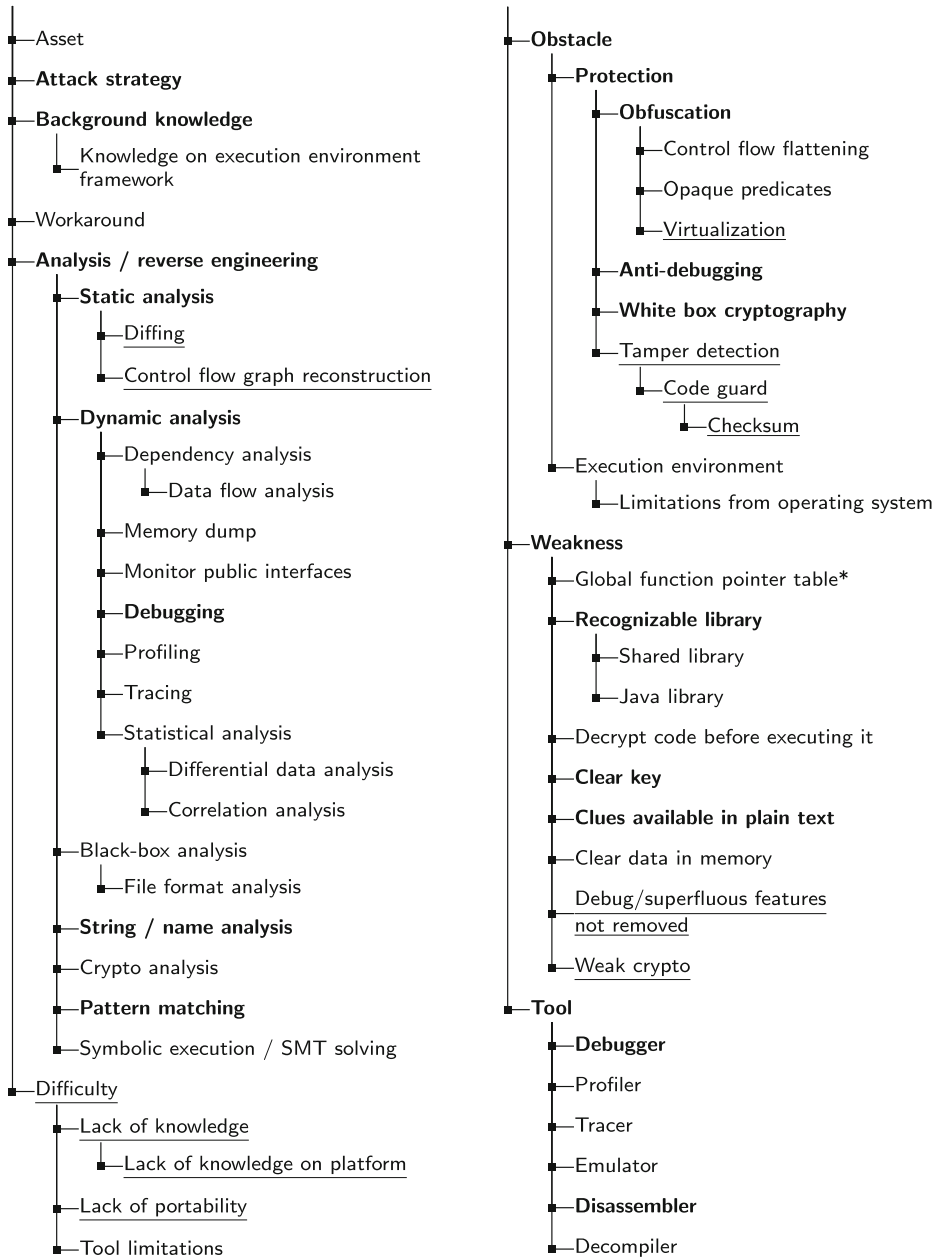 Asset
Attack strategy
Background knowledge
Knowledge on execution environment
framework
Workaround
Analysis / reverse engineering
Static analysis
Diffing
Control flow graph reconstruction
Dynamic analysis
Dependency analysis
Data flow analysis
Memory dump
Monitor public interfaces
Debugging
Profiling
Tracing
Statistical analysis
Differential data analysis
Correlation analysis
Black-box analysis
File format analysis
String / name analysis
Crypto analysis
Pattern matching
Symbolic execution / SMT solving
Difficulty
Lack of knowledge
Lack of knowledge on platform
Lack of portability
Tool limitations
Obstacle
Protection
Obfuscation
Control flow flattening
Opaque predicates
Virtualization
Anti-debugging
White box cryptography
Tamper detection
Code guard
Checksum
Execution environment
Limitations from operating system
Weakness
Global function pointer table*
Recognizable library
Shared library
Java library
Decrypt code before executing it
Clear key
Clues available in plain text
Clear data in memory
Debug/superfluous features
not removed
Weak crypto
Tool
Debugger
Profiler
Tracer
Emulator
Disassembler
Decompiler